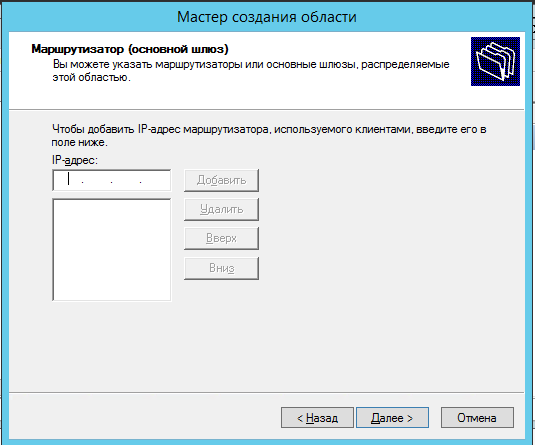 Мастер создания области
Маршрутизатор (основной шлюз)
Вы можете указать маршрутизаторы или основные шлюзы, распределяемые
этой областью.
Чтобы добавить IP-адрес маршрутизатора, используемого клиентами, введите его в
поле ниже.
IP-адрес:
. . .
Добавить
Удалить
Вверх
Вниз
< Назад
Далее >
Отмена